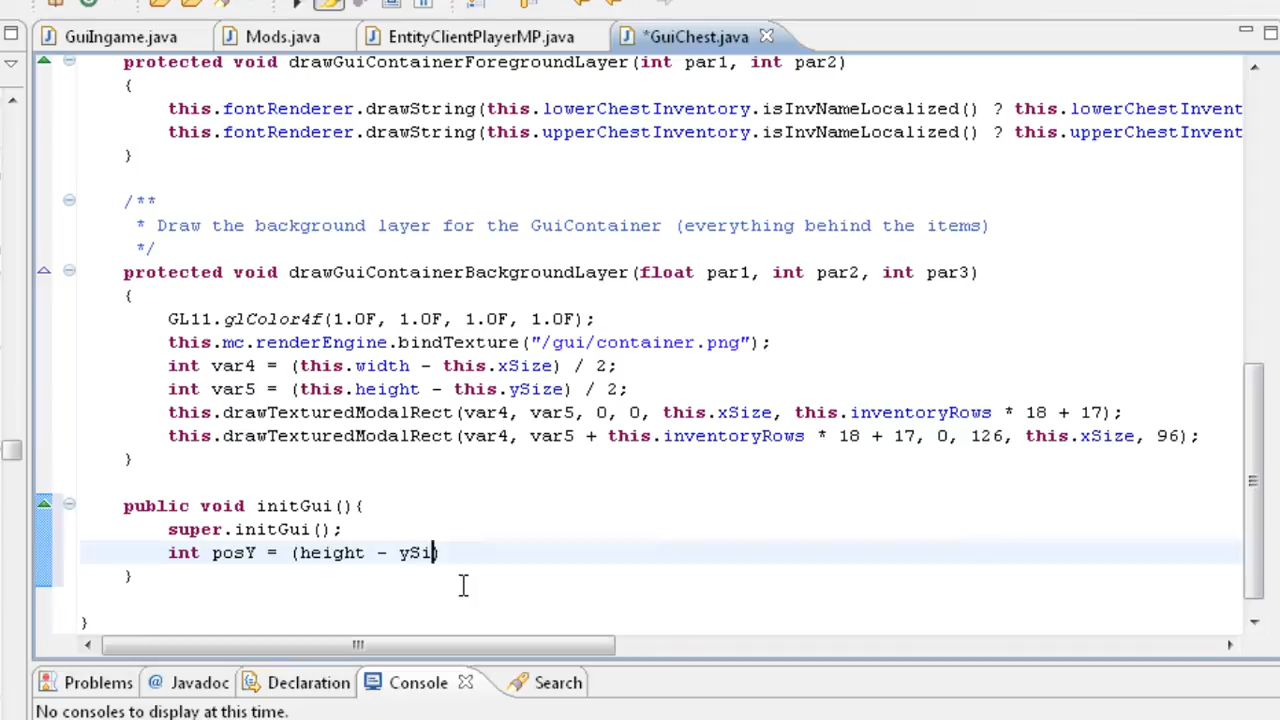 GuiIngame.java Mods.java EntityClientPlayerMP.java *GuiChest.java
protected void drawGuiContainerForegroundLayer(int par1, int par2)
{
this.fontRenderer.drawString(this.lowerChestInventory.isInvNameLocalized() ? this.lowerChestInvent
this.fontRenderer.drawString(this.upperChestInventory.isInvNameLocalized() ? this.upperChestInvent
}
/**
* Draw the background layer for the GuiContainer (everything behind the items)
*/
protected void drawGuiContainerBackgroundLayer(float par1, int par2, int par3)
{
GL11.glColor4f(1.0F, 1.0F, 1.0F, 1.0F);
this.mc.renderEngine.bindTexture("/gui/container.png");
int var4 = (this.width - this.xSize) / 2;
int var5 = (this.height - this.ySize) / 2;
this.drawTexturedModalRect(var4, var5, 0, 0, this.xSize, this.inventoryRows * 18 + 17);
this.drawTexturedModalRect(var4, var5 + this.inventoryRows * 18 + 17, 0, 126, this.xSize, 96);
}
public void initGui(){
super.initGui();
int posY = (height - ySi)
}
}
Problems @ Javadoc Declaration Console Search
No consoles to display at this time.